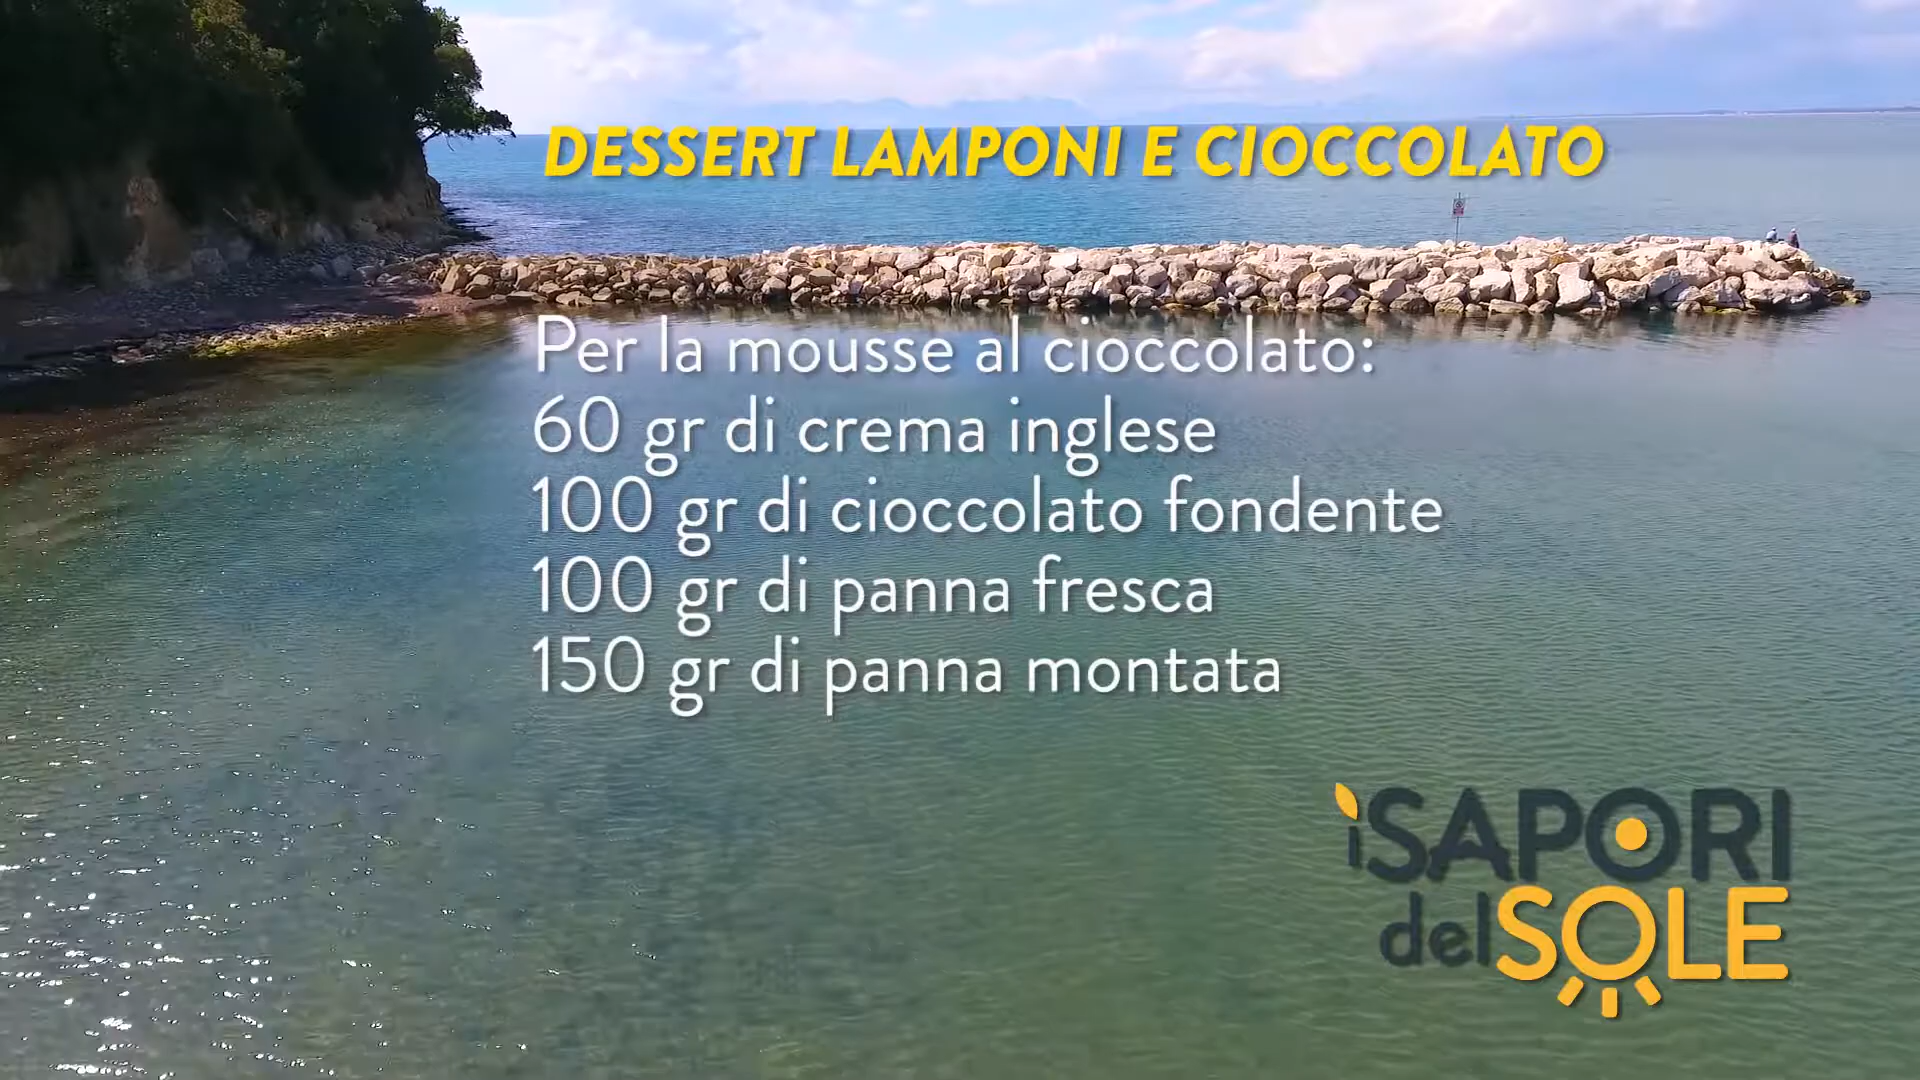 DESSERT LAMPONI E CIOCCOLATO
Per la mousse al cioccolato:
60 gr di crema inglese
100 gr di cioccolato fondente
100 gr di panna fresca
150 gr di panna montata
i SAPORI
del SOLE